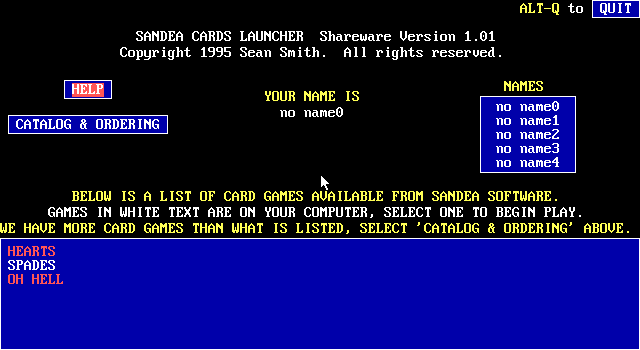 ALT-Q to QUIT
SANDEA CARDS LAUNCHER Shareware Version 1.01
Copyright 1995 Sean Smith. All rights reserved.
HELP
CATALOG & ORDERING
YOUR NAME IS
no name0
NAMES
no name0
no name1
no name2
no name3
no name4
BELOW IS A LIST OF CARD GAMES AVAILABLE FROM SANDEA SOFTWARE.
GAMES IN WHITE TEXT ARE ON YOUR COMPUTER, SELECT ONE TO BEGIN PLAY.
WE HAVE MORE CARD GAMES THAN WHAT IS LISTED, SELECT 'CATALOG & ORDERING' ABOVE.
HEARTS
SPADES
OH HELL